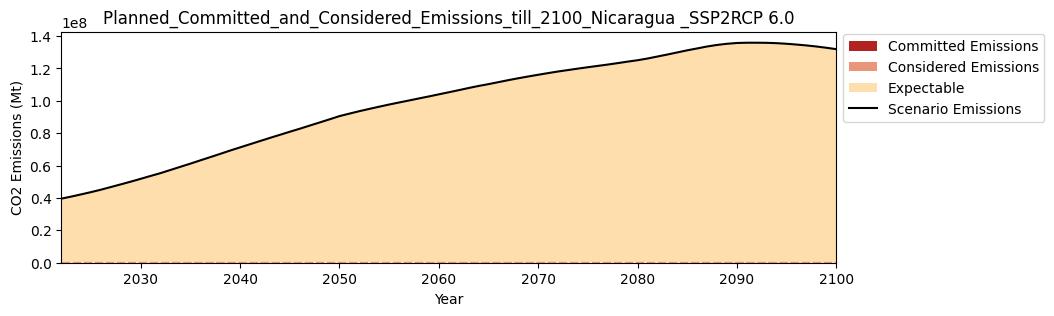 Planned_Committed_and_Considered_Emissions_till_2100_Nicaragua _SSP2RCP 6.0
1e8
1.4
1.2
1.0
0.8
0.6
0.4
0.2
0.0
CO2 Emissions (Mt)
2030
2040
2050
2060
2070
2080
2090
2100
Year
Committed Emissions
Considered Emissions
Expectable
Scenario Emissions